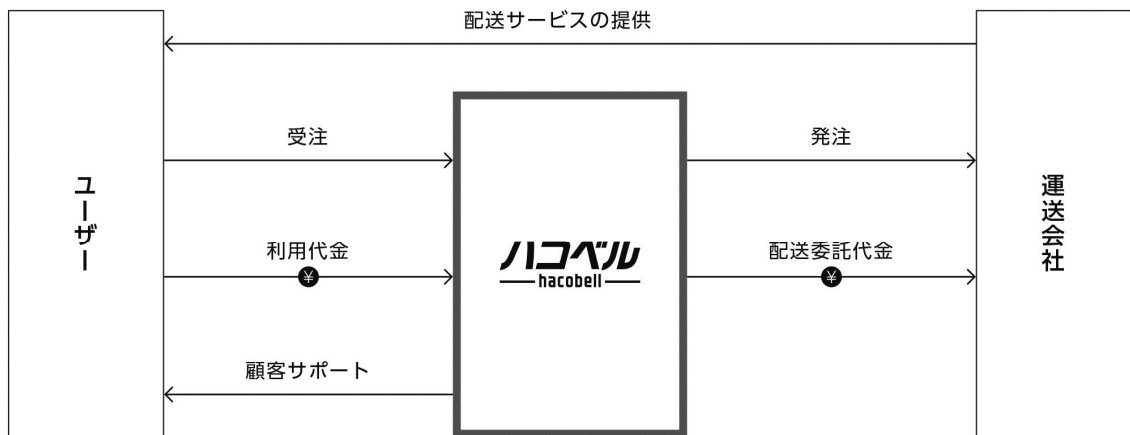 配送サービスの提供
受注
発注
ユーザー
運送会社
利用代金
ハコベル
hacobell
配送委託代金
¥
¥
顧客サポート